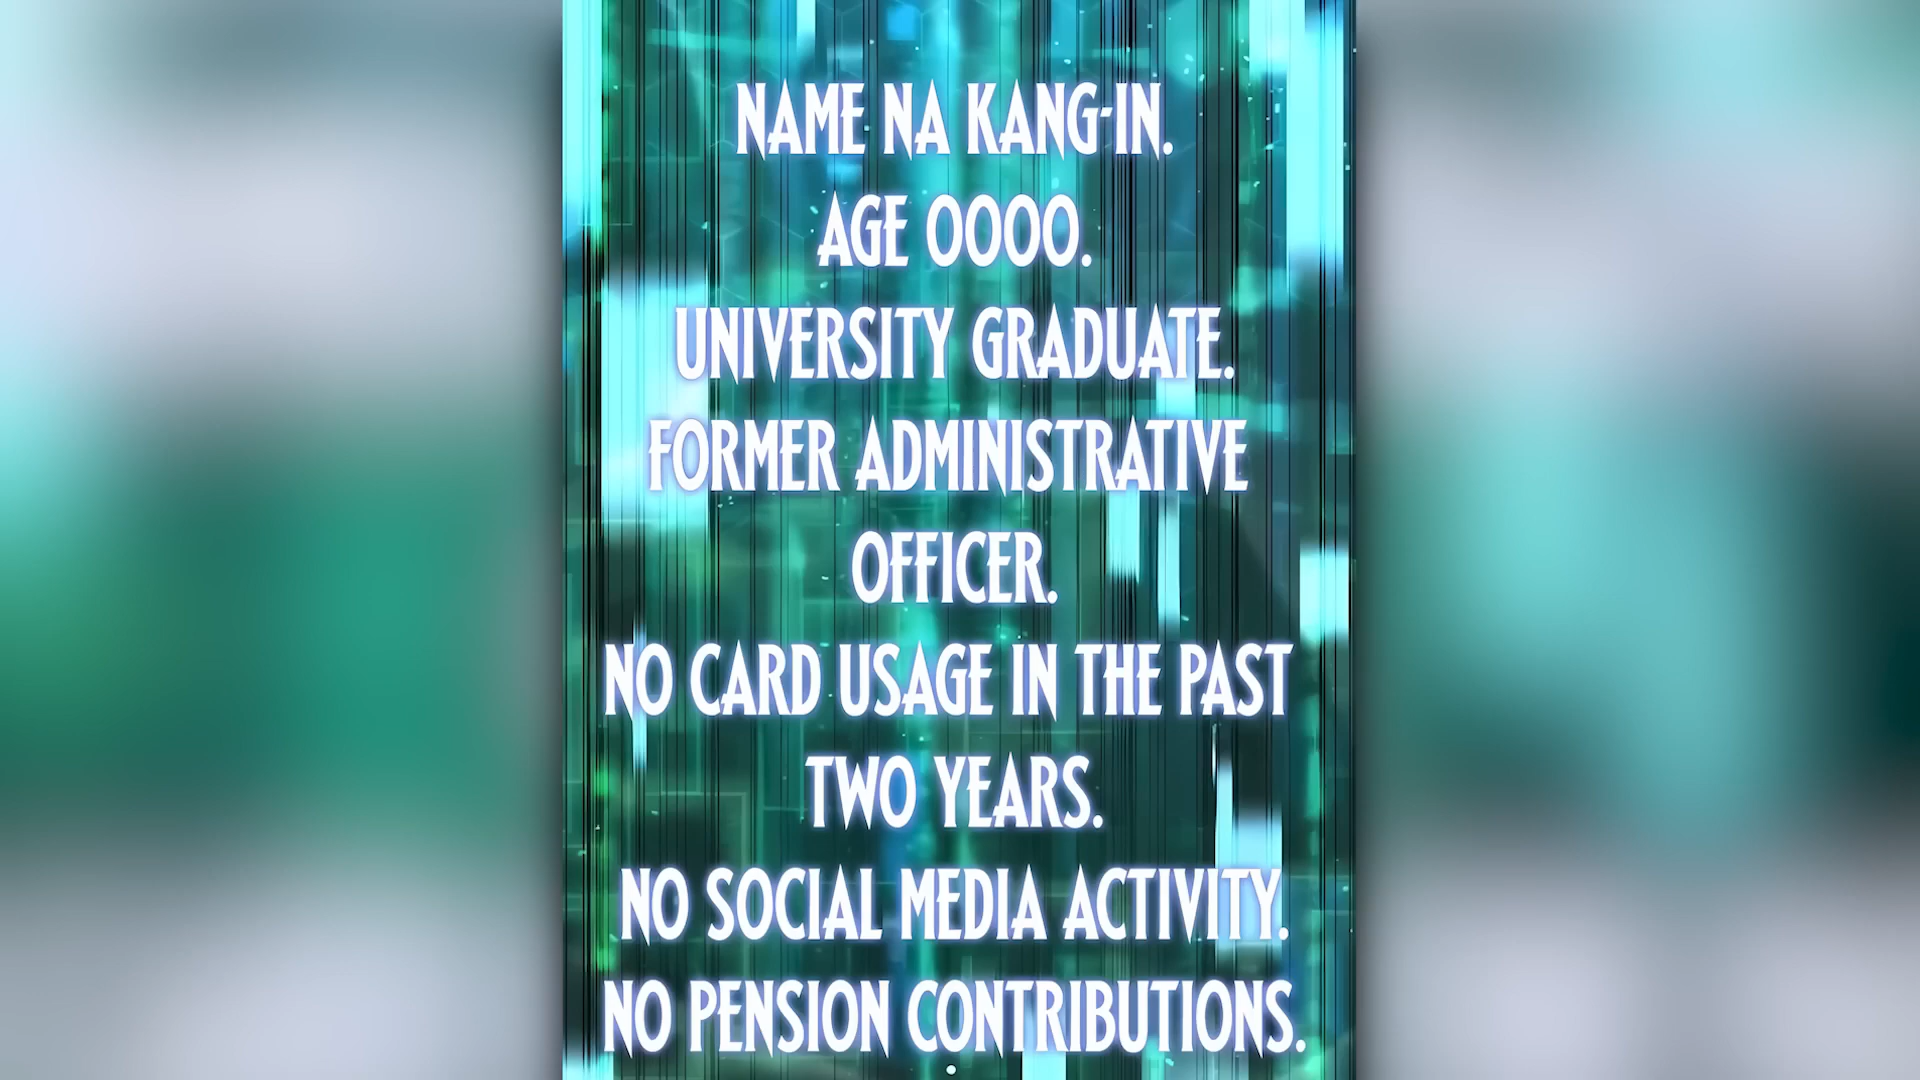 NAME NA KANG-IN.
AGE 0000.
UNIVERSITY GRADUATE.
FORMER ADMINISTRATIVE
OFFICER.
NO CARD USAGE IN THE PAST
TWO YEARS.
NO SOCIAL MEDIA ACTIVITY.
NO PENSION CONTRIBUTIONS.